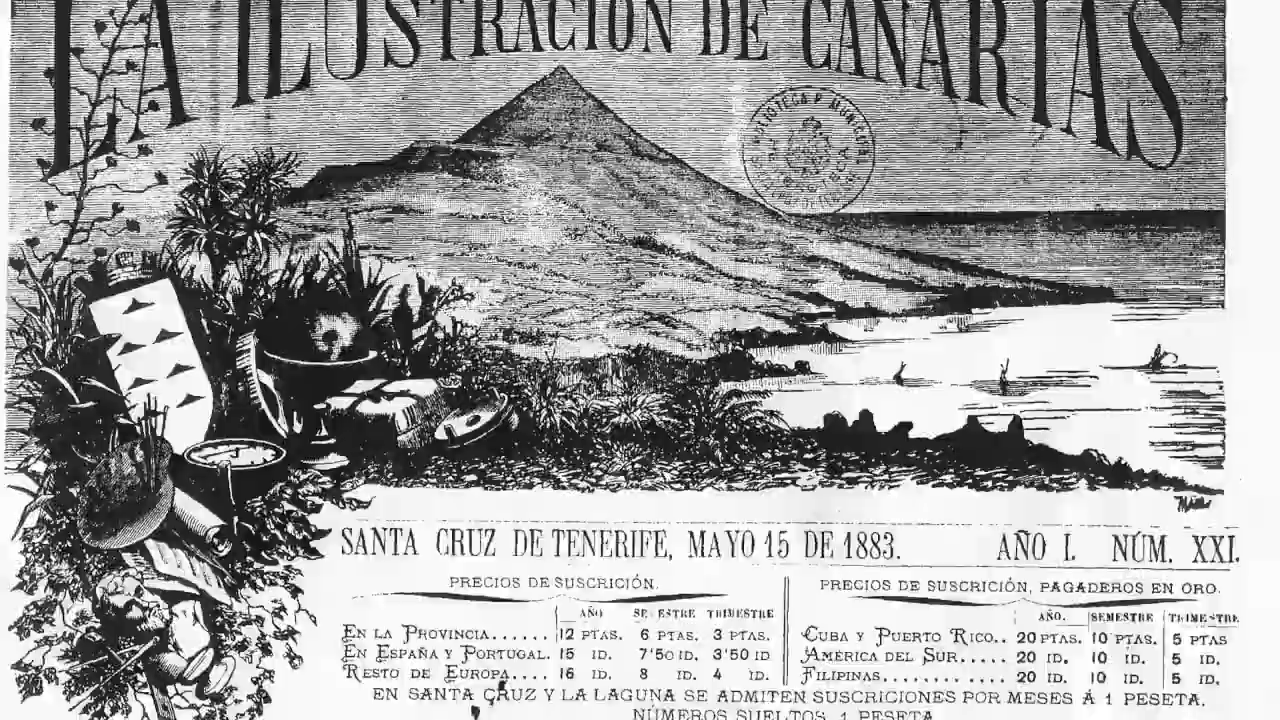 LA ILUSTRACION DE CANARIAS
SANTA CRUZ DE TENERIFE, MAYO 15 DE 1883. AÑO I. NÚM. XXI.
PRECIOS DE SUSCRICIÓN.
AÑO SEMESTRE TRIMESTRE
EN LA PROVINCIA...... 12 PTAS. 6 PTAS. 3 PTAS.
EN ESPAÑA Y PORTUGAL. 15 ID. 7'50 ID. 3'50 ID
RESTO DE EUROPA.... 16 ID. 8 ID. 4 ID.
PRECIOS DE SUSCRICIÓN, PAGADEROS EN ORO.
AÑO. SEMESTRE TRIMESTRE
CUBA Y PUERTO RICO.. 20 PTAS. 10 PTAS. 5 PTAS
AMÉRICA DEL SUR..... 20 ID. 10 ID. 5 ID.
FILIPINAS............ 20 ID. 10 ID. 5 ID.
EN SANTA CRUZ Y LA LAGUNA SE ADMITEN SUSCRICIONES POR MESES Á 1 PESETA.
NÚMEROS SUELTOS, 1 PESETA